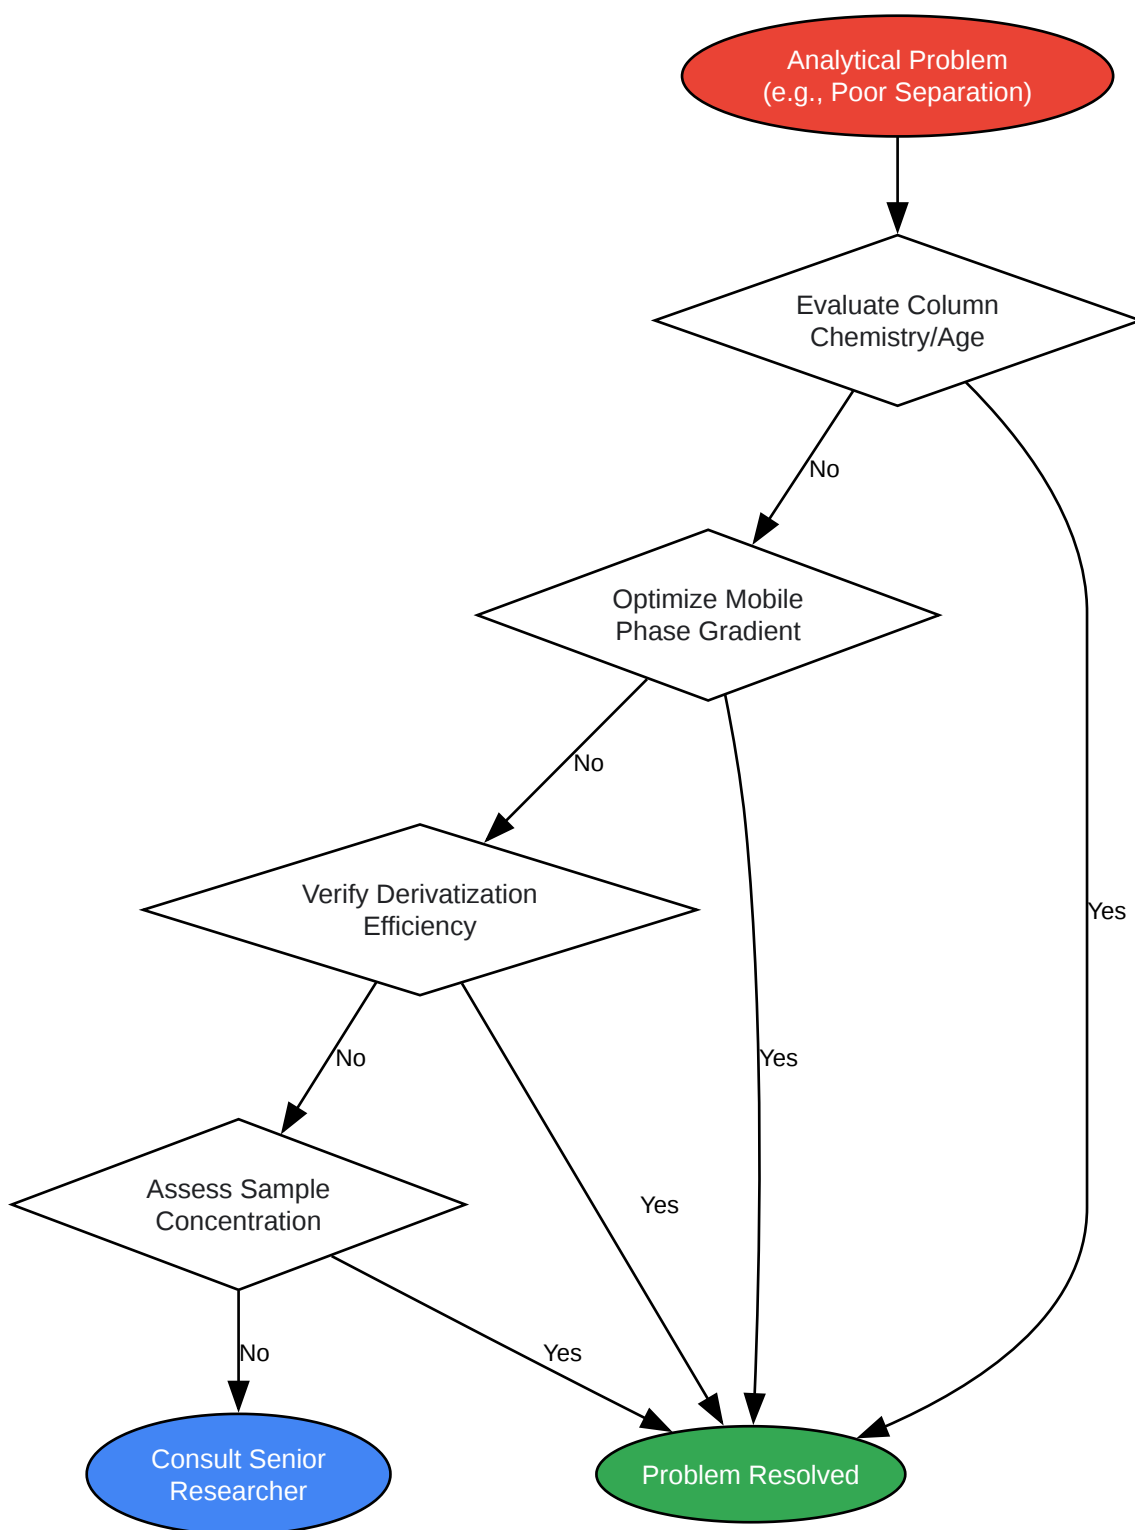 Analytical Problem
(e.g., Poor Separation)
Evaluate Column
Chemistry/Age
No
Optimize Mobile
Phase Gradient
No
Verify Derivatization
Efficiency
Yes
No
Yes
Assess Sample
Concentration
Yes
No
Yes
Consult Senior
Researcher
Problem Resolved